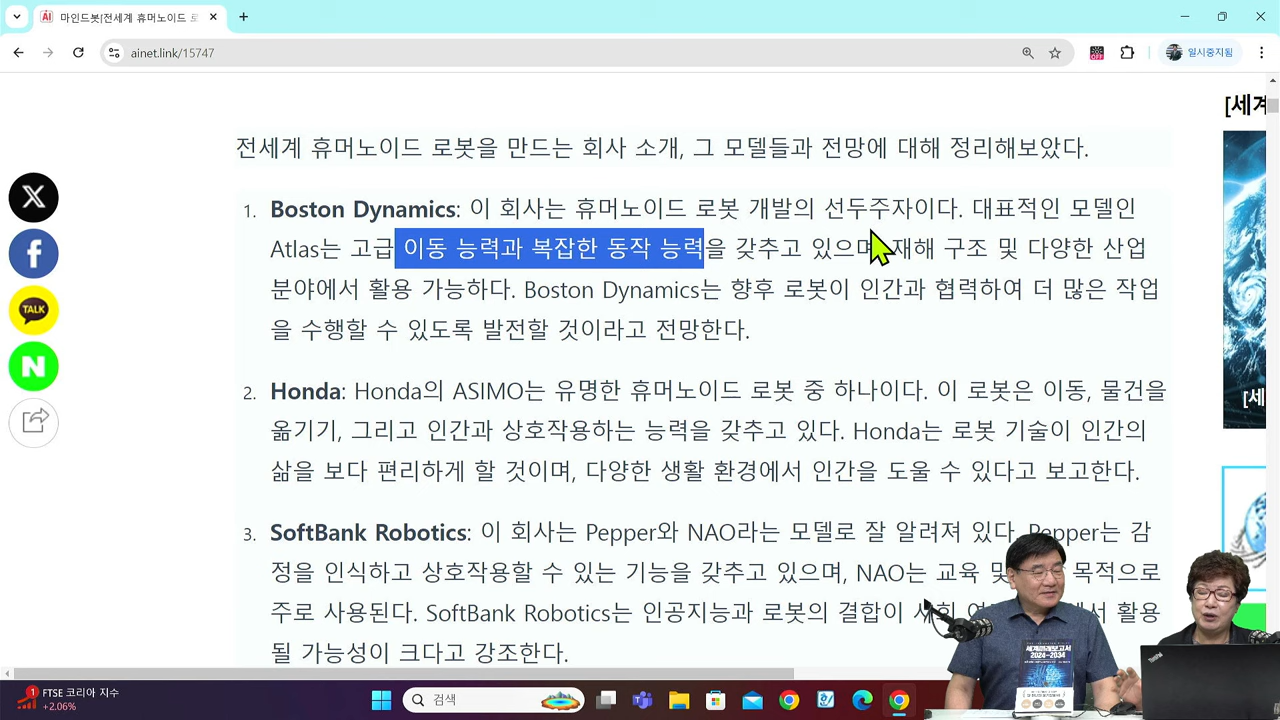 마인드봇[전세계 휴머노이드 로
ainet.link/15747
OFF
일시중지됨
[세계
전세계 휴머노이드 로봇을 만드는 회사 소개, 그 모델들과 전망에 대해 정리해보았다.
1. Boston Dynamics: 이 회사는 휴머노이드 로봇 개발의 선두주자이다. 대표적인 모델인
Atlas는 고급 이동 능력과 복잡한 동작 능력을 갖추고 있으며 재해 구조 및 다양한 산업
분야에서 활용 가능하다. Boston Dynamics는 향후 로봇이 인간과 협력하여 더 많은 작업
을 수행할 수 있도록 발전할 것이라고 전망한다.
TALK
N
[세
2. Honda: Honda의 ASIMO는 유명한 휴머노이드 로봇 중 하나이다. 이 로봇은 이동, 물건을
옮기기, 그리고 인간과 상호작용하는 능력을 갖추고 있다. Honda는 로봇 기술이 인간의
삶을 보다 편리하게 할 것이며, 다양한 생활 환경에서 인간을 도울 수 있다고 보고한다.
3. SoftBank Robotics: 이 회사는 Pepper와 NAO라는 모델로 잘 알려져 있다. Pepper는 감
정을 인식하고 상호작용할 수 있는 기능을 갖추고 있으며, NAO는 교육 및 목적으로
주로 사용된다. SoftBank Robotics는 인공지능과 로봇의 결합이 사회 에서 활용
될 가능성이 크다고 강조한다.
세계미래보고서
2024-2034
ThinkPad
1
FTSE 코리아 지수
+2.06%
검색